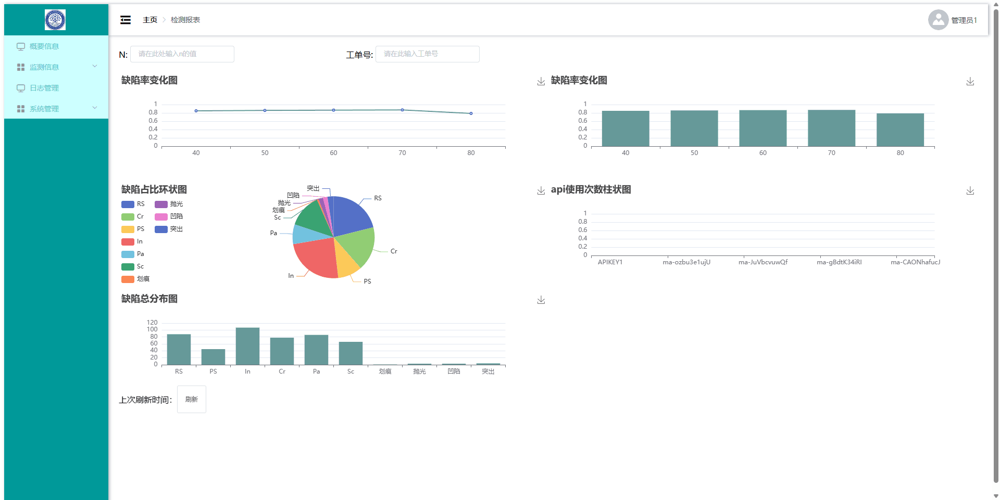 主页 > 检测报表
管理员1
概要信息
监测信息
日志管理
系统管理
N: 请在此处输入n的值
工单号: 请在此输入工单号
缺陷率变化图
1
0.8
0.6
0.4
0.2
0
40 50 60 70 80
缺陷率变化图
1
0.8
0.6
0.4
0.2
0
40 50 60 70 80
缺陷占比环状图
RS 抛光
Cr 凹陷
PS 突出
In
Pa
Sc
划痕
突出
凹陷
抛光
划痕
Sc
Pa
In
RS
Cr
PS
api使用次数柱状图
1
0.8
0.6
0.4
0.2
0
APIKEY1 ma-ozbu3e1ujU ma-JuVbcvuwQf ma-gBdtK34iRI ma-CAONhafucJ
缺陷总分布图
120
100
80
60
40
20
0
RS PS In Cr Pa Sc 划痕 抛光 凹陷 突出
上次刷新时间： 刷新